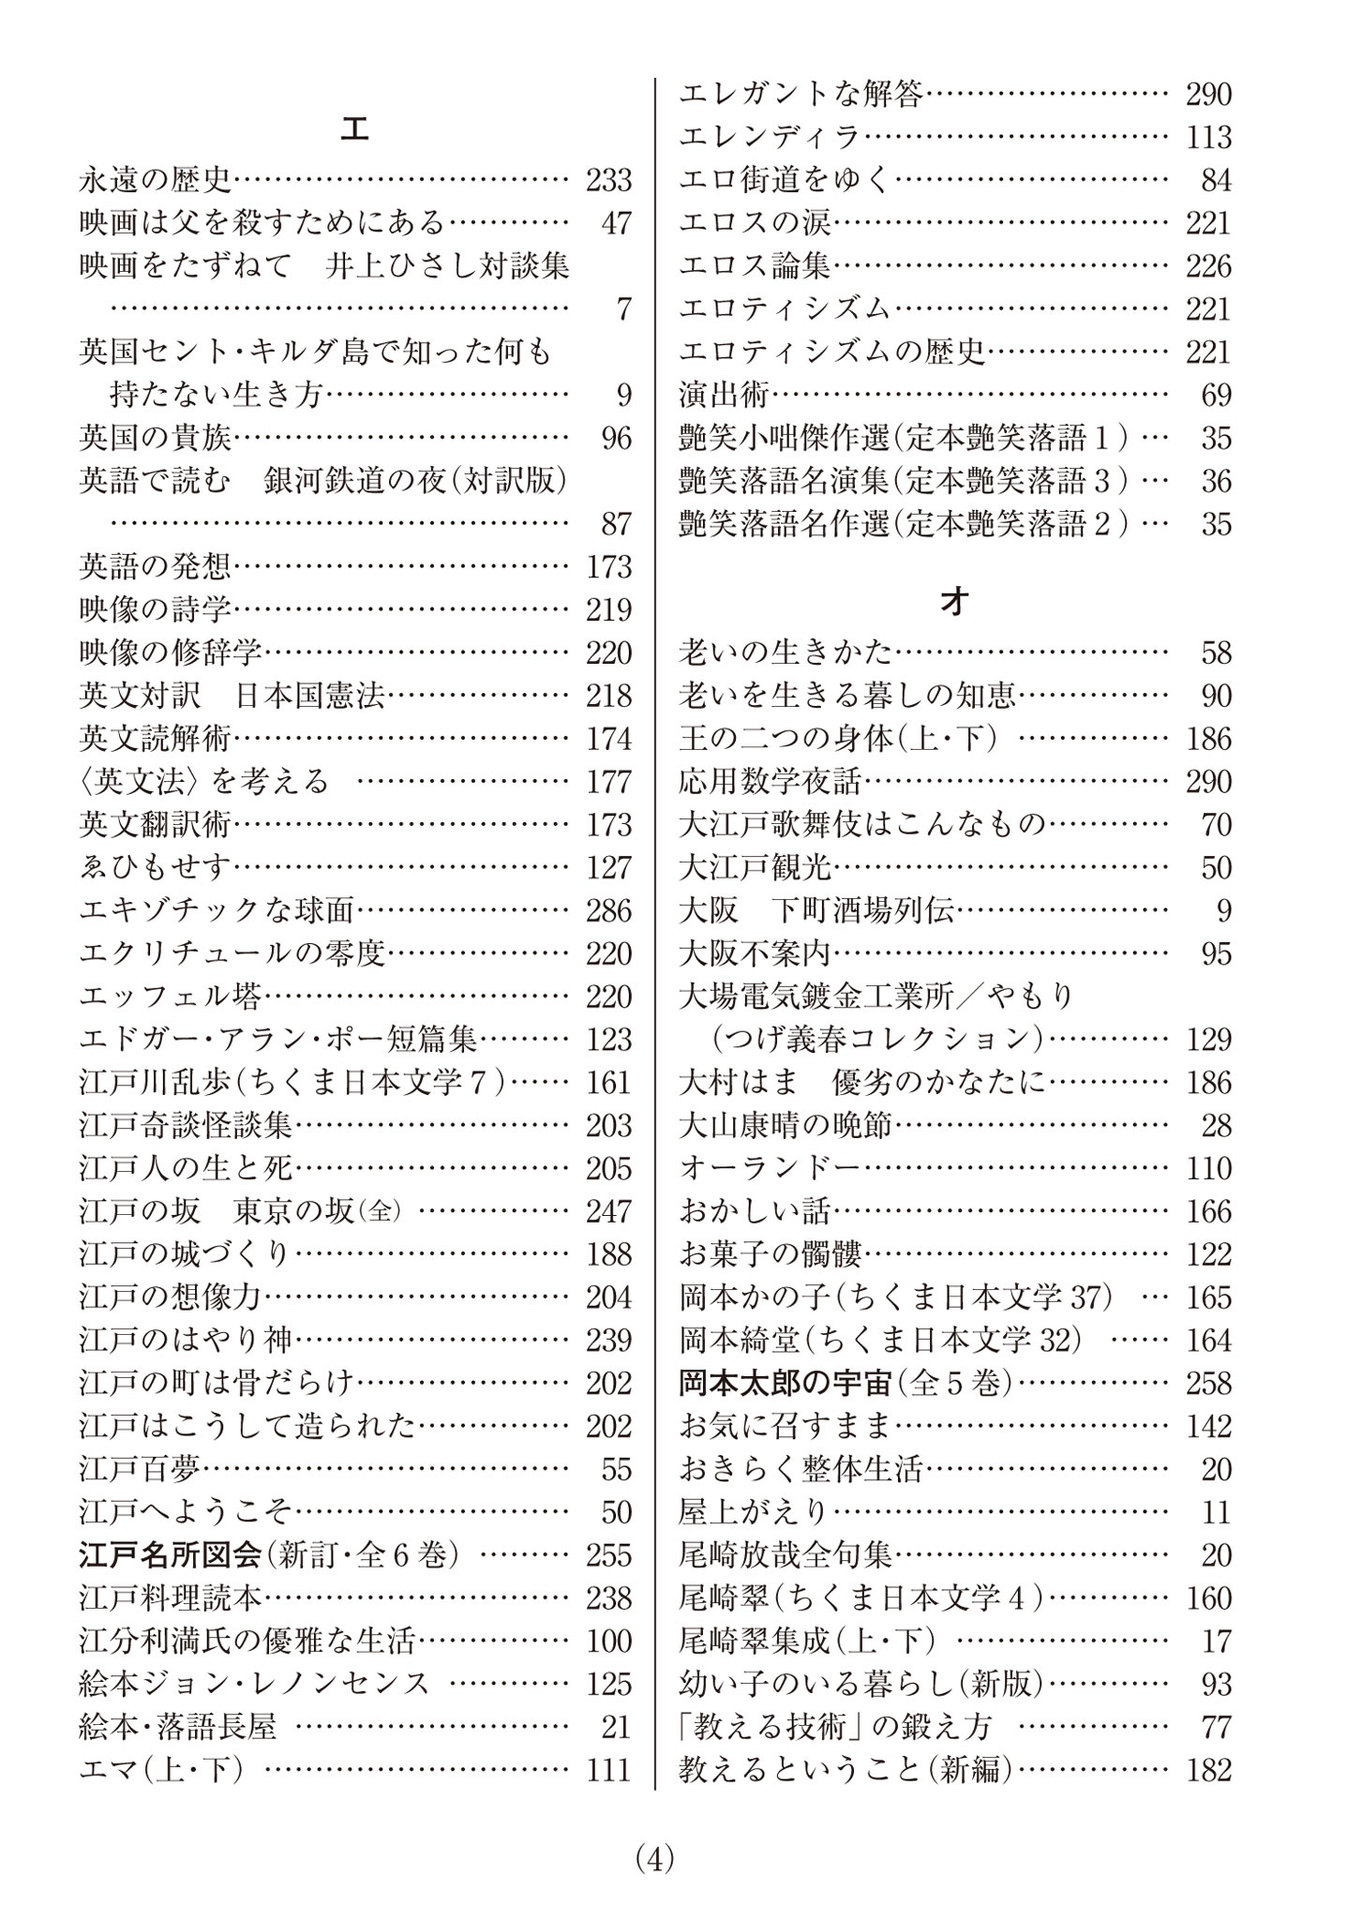 エ
永遠の歴史…………………………… 233
映画は父を殺すためにある………… 47
映画をたずねて　井上ひさし対談集
……………………………………… 7
英国セント・キルダ島で知った何も
持たない生き方…………………… 9
英国の貴族…………………………… 96
英語で読む　銀河鉄道の夜(対訳版)
……………………………………… 87
英語の発想…………………………… 173
映像の詩学…………………………… 219
映像の修辞学………………………… 220
英文対訳　日本国憲法……………… 218
英文読解術…………………………… 174
〈英文法〉を考える ………………… 177
英文翻訳術…………………………… 173
ゑひもせす…………………………… 127
エキゾチックな球面………………… 286
エクリチュールの零度……………… 220
エッフェル塔………………………… 220
エドガー・アラン・ポー短篇集……… 123
江戸川乱歩(ちくま日本文学7)…… 161
江戸奇談怪談集……………………… 203
江戸人の生と死……………………… 205
江戸の坂　東京の坂(全) …………… 247
江戸の城づくり……………………… 188
江戸の想像力………………………… 204
江戸のはやり神……………………… 239
江戸の町は骨だらけ………………… 202
江戸はこうして造られた…………… 202
江戸百夢……………………………… 55
江戸へようこそ……………………… 50
江戸名所図会(新訂・全6巻) ……… 255
江戸料理読本………………………… 238
江分利満氏の優雅な生活…………… 100
絵本ジョン・レノンセンス ………… 125
絵本・落語長屋 ……………………… 21
エマ(上・下) ………………………… 111
エレガントな解答…………………… 290
エレンディラ………………………… 113
エロ街道をゆく……………………… 84
エロスの涙…………………………… 221
エロス論集…………………………… 226
エロティシズム……………………… 221
エロティシズムの歴史……………… 221
演出術………………………………… 69
艶笑小咄傑作選(定本艶笑落語1)… 35
艶笑落語名演集(定本艶笑落語3)… 36
艶笑落語名作選(定本艶笑落語2)… 35
オ
老いの生きかた……………………… 58
老いを生きる暮しの知恵…………… 90
王の二つの身体(上・下) …………… 186
応用数学夜話………………………… 290
大江戸歌舞伎はこんなもの………… 70
大江戸観光…………………………… 50
大阪　下町酒場列伝………………… 9
大阪不案内…………………………… 95
大場電気鍍金工業所／やもり
(つげ義春コレクション)………… 129
大村はま　優劣のかなたに………… 186
大山康晴の晩節……………………… 28
オーランドー………………………… 110
おかしい話…………………………… 166
お菓子の髑髏………………………… 122
岡本かの子(ちくま日本文学37) … 165
岡本綺堂(ちくま日本文学32) …… 164
岡本太郎の宇宙(全5巻)…………… 258
お気に召すまま……………………… 142
おきらく整体生活…………………… 20
屋上がえり…………………………… 11
尾崎放哉全句集……………………… 20
尾崎翠(ちくま日本文学4)………… 160
尾崎翠集成(上・下) ………………… 17
幼い子のいる暮らし(新版)………… 93
「教える技術」の鍛え方 …………… 77
教えるということ(新編)…………… 182
(4)